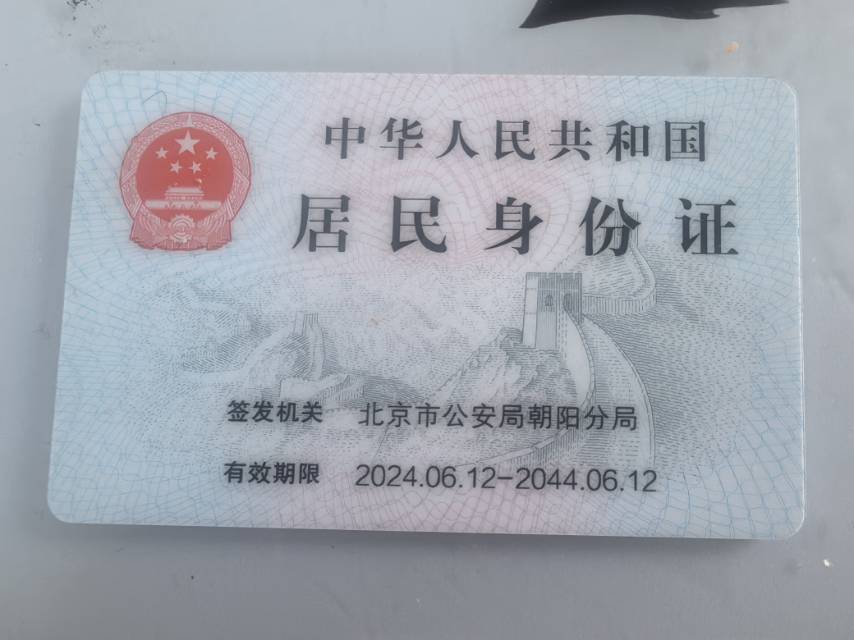 中华人民共和国
居民身份证
签发机关 北京市公安局朝阳分局
有效期限 2024.06.12-2044.06.12